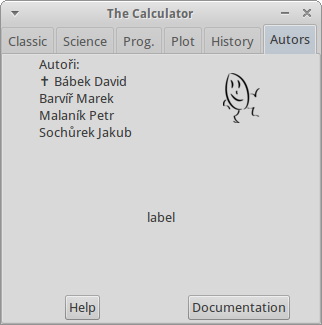 The Calculator
Classic Science Prog. Plot History Autors
Autoři:
✝ Bábek David
Barvíř Marek
Malaník Petr
Sochůrek Jakub
label
Help Documentation